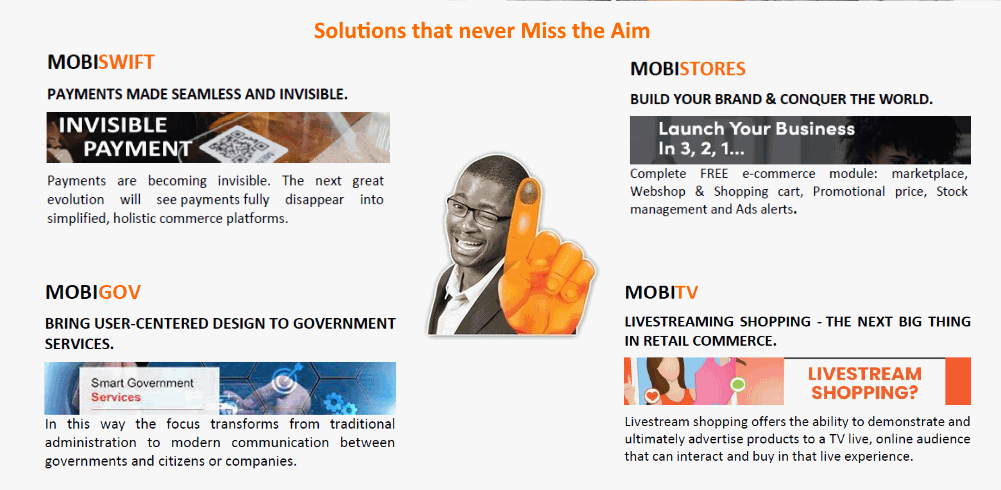 Solutions that never Miss the Aim
MOBISWIFT
PAYMENTS MADE SEAMLESS AND INVISIBLE.
INVISIBLE
PAYMENT
Payments are becoming invisible. The next great
evolution will see payments fully disappear into
simplified, holistic commerce platforms.
MOBISTORES
BUILD YOUR BRAND & CONQUER THE WORLD.
Launch Your Business
In 3, 2, 1...
Complete FREE e-commerce module: marketplace,
Webshop & Shopping cart, Promotional price, Stock
management and Ads alerts.
MOBIGOV
BRING USER-CENTERED DESIGN TO GOVERNMENT
SERVICES.
Smart Government
Services
In this way the focus transforms from traditional
administration to modern communication between
governments and citizens or companies.
MOBITV
LIVESTREAMING SHOPPING - THE NEXT BIG THING
IN RETAIL COMMERCE.
LIVESTREAM
SHOPPING?
Livestream shopping offers the ability to demonstrate and
ultimately advertise products to a TV live, online audience
that can interact and buy in that live experience.